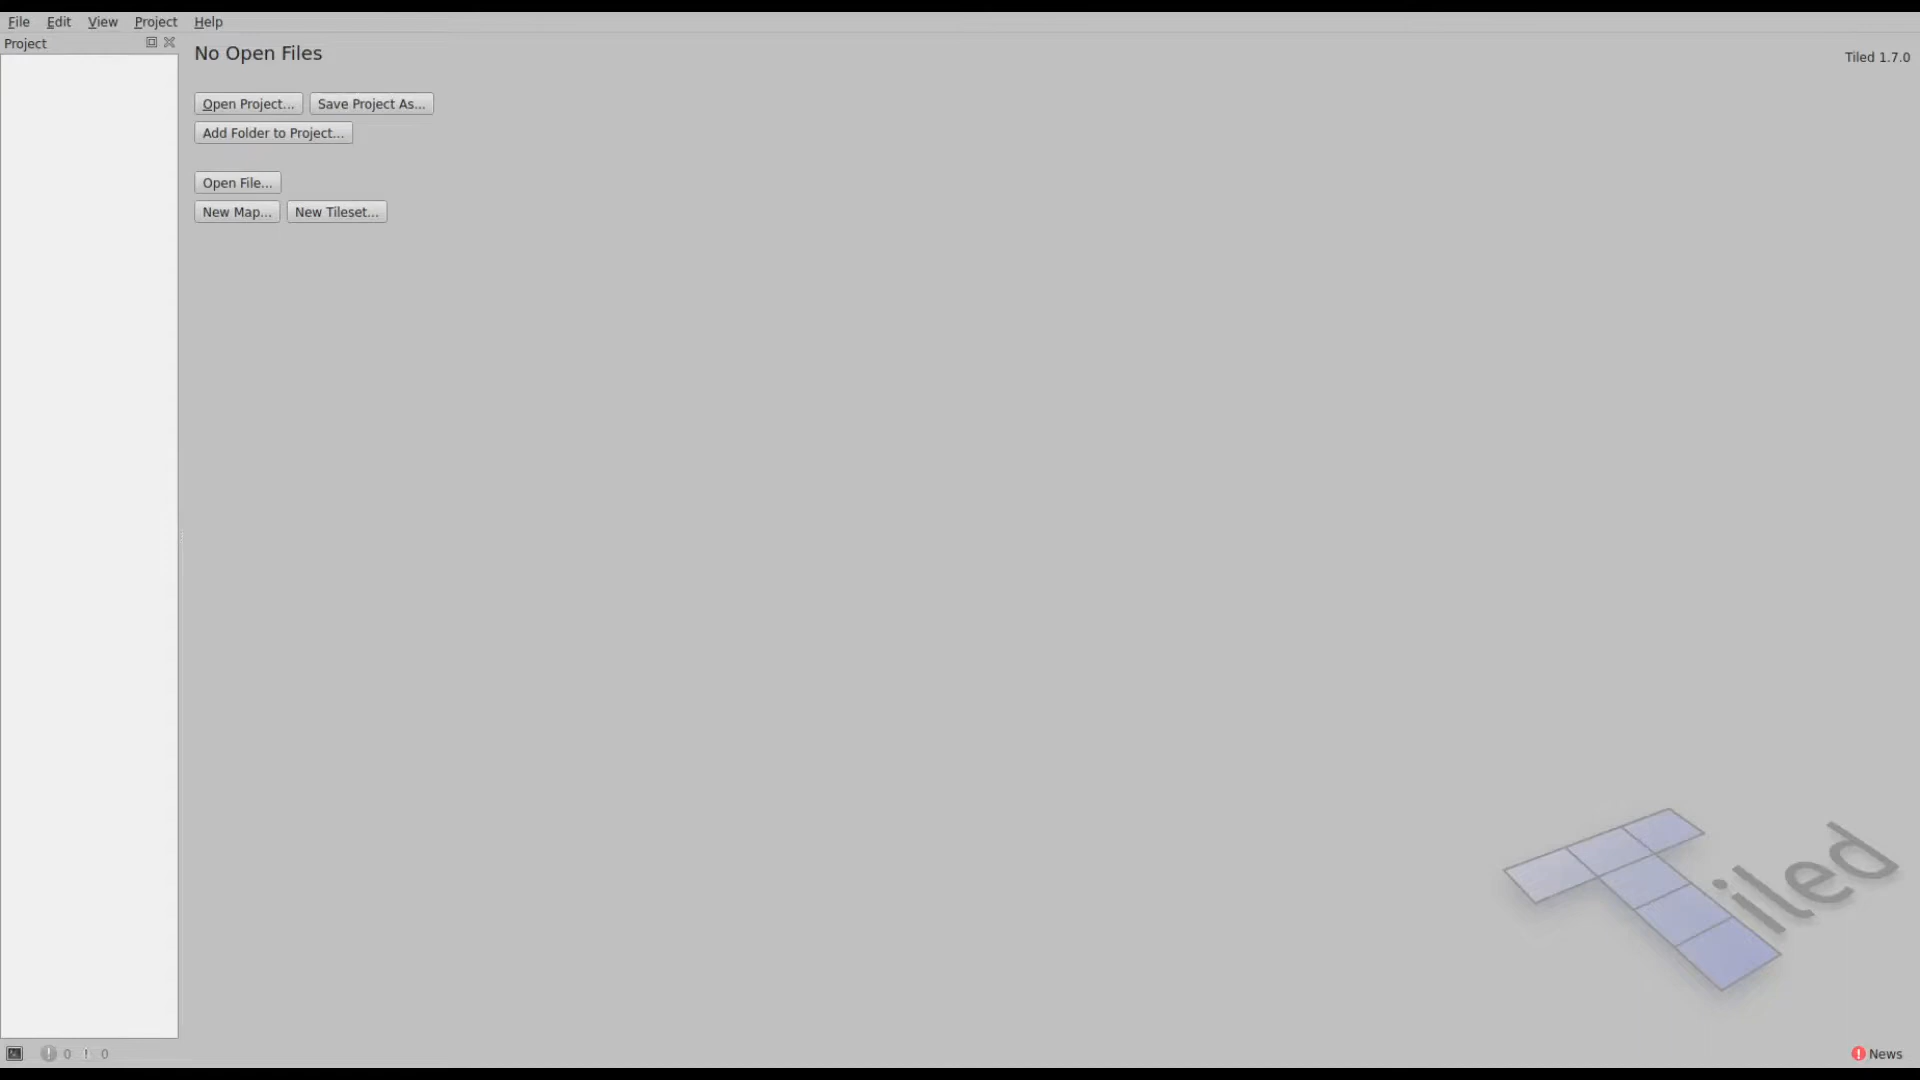 File Edit View Project Help
Project
No Open Files
Tiled 1.7.0
Open Project... Save Project As...
Add Folder to Project...
Open File...
New Map... New Tileset...
Tiled
0 0
News